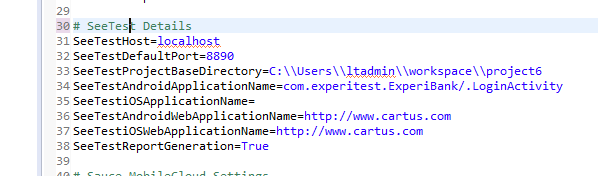 29
30 # SeeTest Details
31 SeeTestHost=localhost
32 SeeTestDefaultPort=8890
33 SeeTestProjectBaseDirectory=C:\\Users\\ltadmin\\workspace\\project6
34 SeeTestAndroidApplicationName=com.experitest.ExperiBank/.LoginActivity
35 SeeTestiOSApplicationName=
36 SeeTestAndroidWebApplicationName=http://www.cartus.com
37 SeeTestiOSWebApplicationName=http://www.cartus.com
38 SeeTestReportGeneration=True
39
40 # Sauce MobileCloud Settings